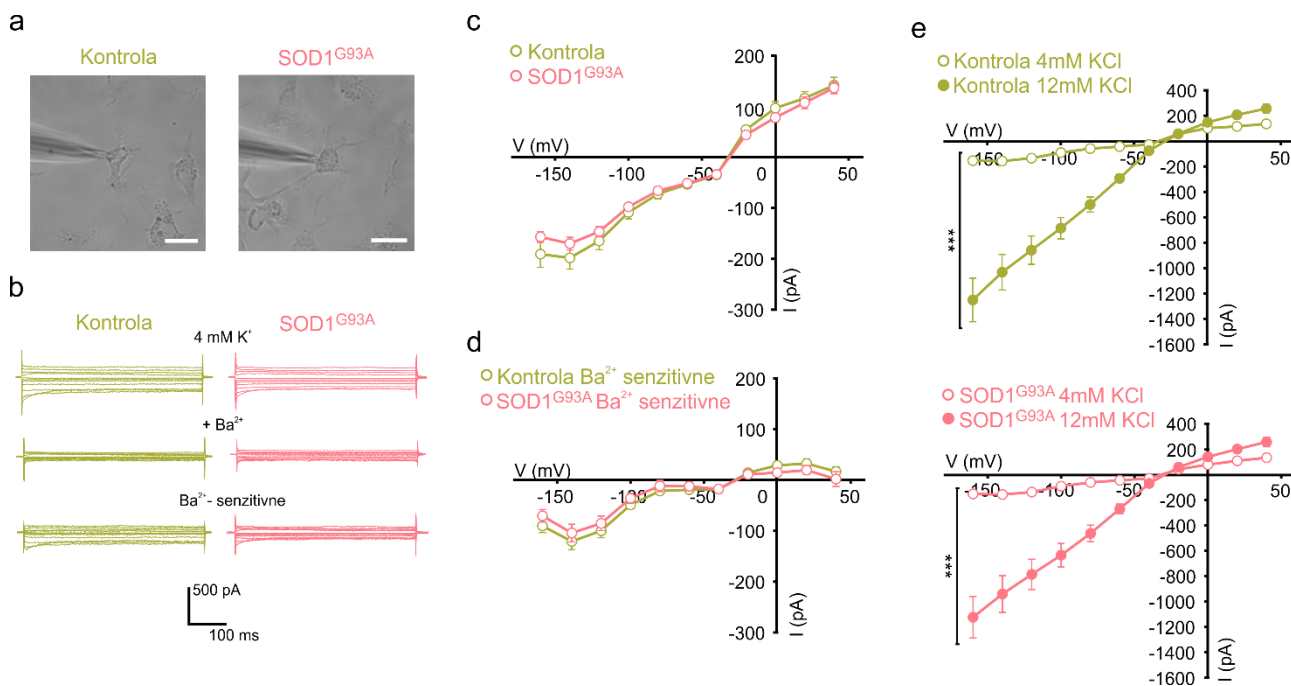 a
Kontrola
SOD1G93A
b
Kontrola
SOD1G93A
4 mM K+
+ Ba2+
Ba2+- senzitivne
500 pA
100 ms
c
Kontrola
SOD1G93A
200
100
V (mV)
-150
-100
-50
50
-100
-200
-300
I (pA)
d
Kontrola Ba2+ senzitivne
SOD1G93A Ba2+ senzitivne
200
100
V (mV)
-150
-100
-50
0
50
-100
-200
-300
I (pA)
e
Kontrola 4mM KCl
Kontrola 12mM KCl
400
200
V (mV)
-150
-100
-50
50
-200
-400
-600
-800
-1000
-1200
-1400
-1600
I (pA)
***
SOD1G93A 4mM KCl
SOD1G93A 12mM KCl
400
200
V (mV)
-150
-100
-50
50
-200
-400
-600
-800
-1000
-1200
-1400
-1600
I (pA)
***